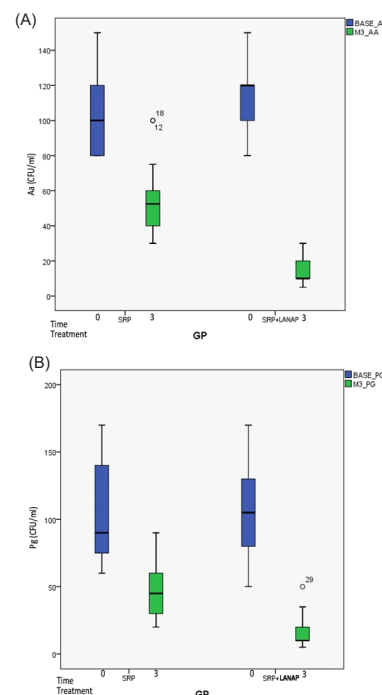 (A)
BASE_A
M3_AA
140
120
100
80
60
40
20
0
Aa (CFU/ml)
18
12
0 SRP 3 0 SRP+LANAP 3
Time
Treatment
GP
(B)
BASE_PG
M3_PG
200
150
100
50
0
Pg (CFU/ml)
29
0 SRP 3 0 SRP+LANAP 3
Time
Treatment
GP